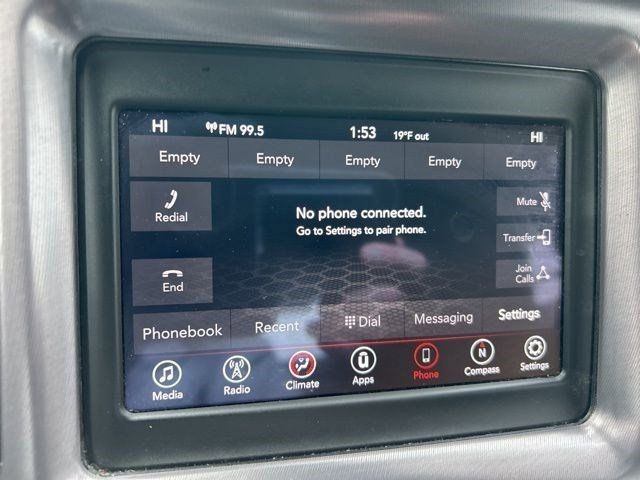 HI FM 99.5 1:53 19°F out HI
Empty Empty Empty Empty Empty
Redial
No phone connected.
Go to Settings to pair phone.
Mute
Transfer
End
Join
Calls
Phonebook Recent Dial Messaging Settings
Media Radio Climate Apps Phone N Compass Settings